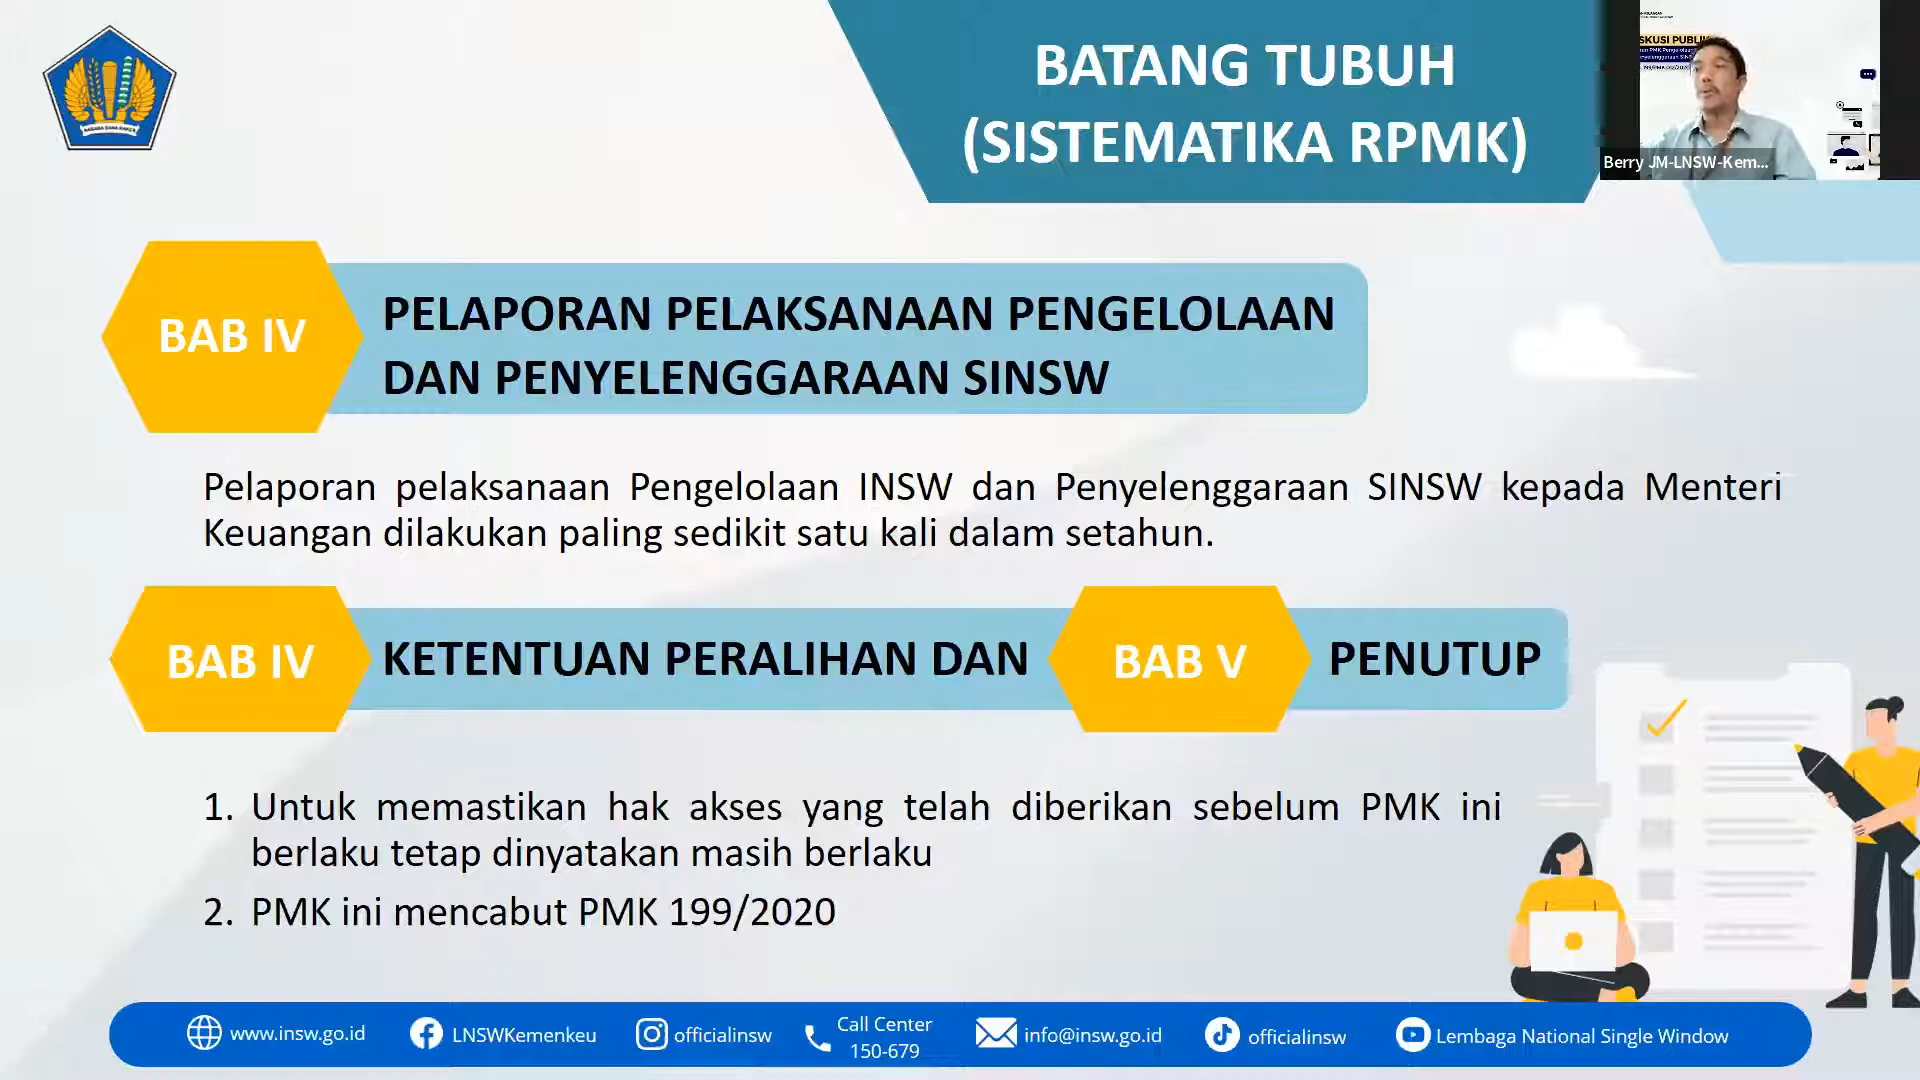 BATANG TUBUH
(SISTEMATIKA RPMK)
SKUSI PUBLIK
Berry JM-LNSW-Kem...
BAB IV
PELAPORAN PELAKSANAAN PENGELOLAAN
DAN PENYELENGGARAAN SINSW
Pelaporan pelaksanaan Pengelolaan INSW dan Penyelenggaraan SINSW kepada Menteri
Keuangan dilakukan paling sedikit satu kali dalam setahun.
BAB IV
KETENTUAN PERALIHAN DAN
BAB V
PENUTUP
1. Untuk memastikan hak akses yang telah diberikan sebelum PMK ini
berlaku tetap dinyatakan masih berlaku
2. PMK ini mencabut PMK 199/2020
www.insw.go.id
LNSWKemenkeu
officialinsw
Call Center
150-679
info@insw.go.id
officialinsw
Lembaga National Single Window